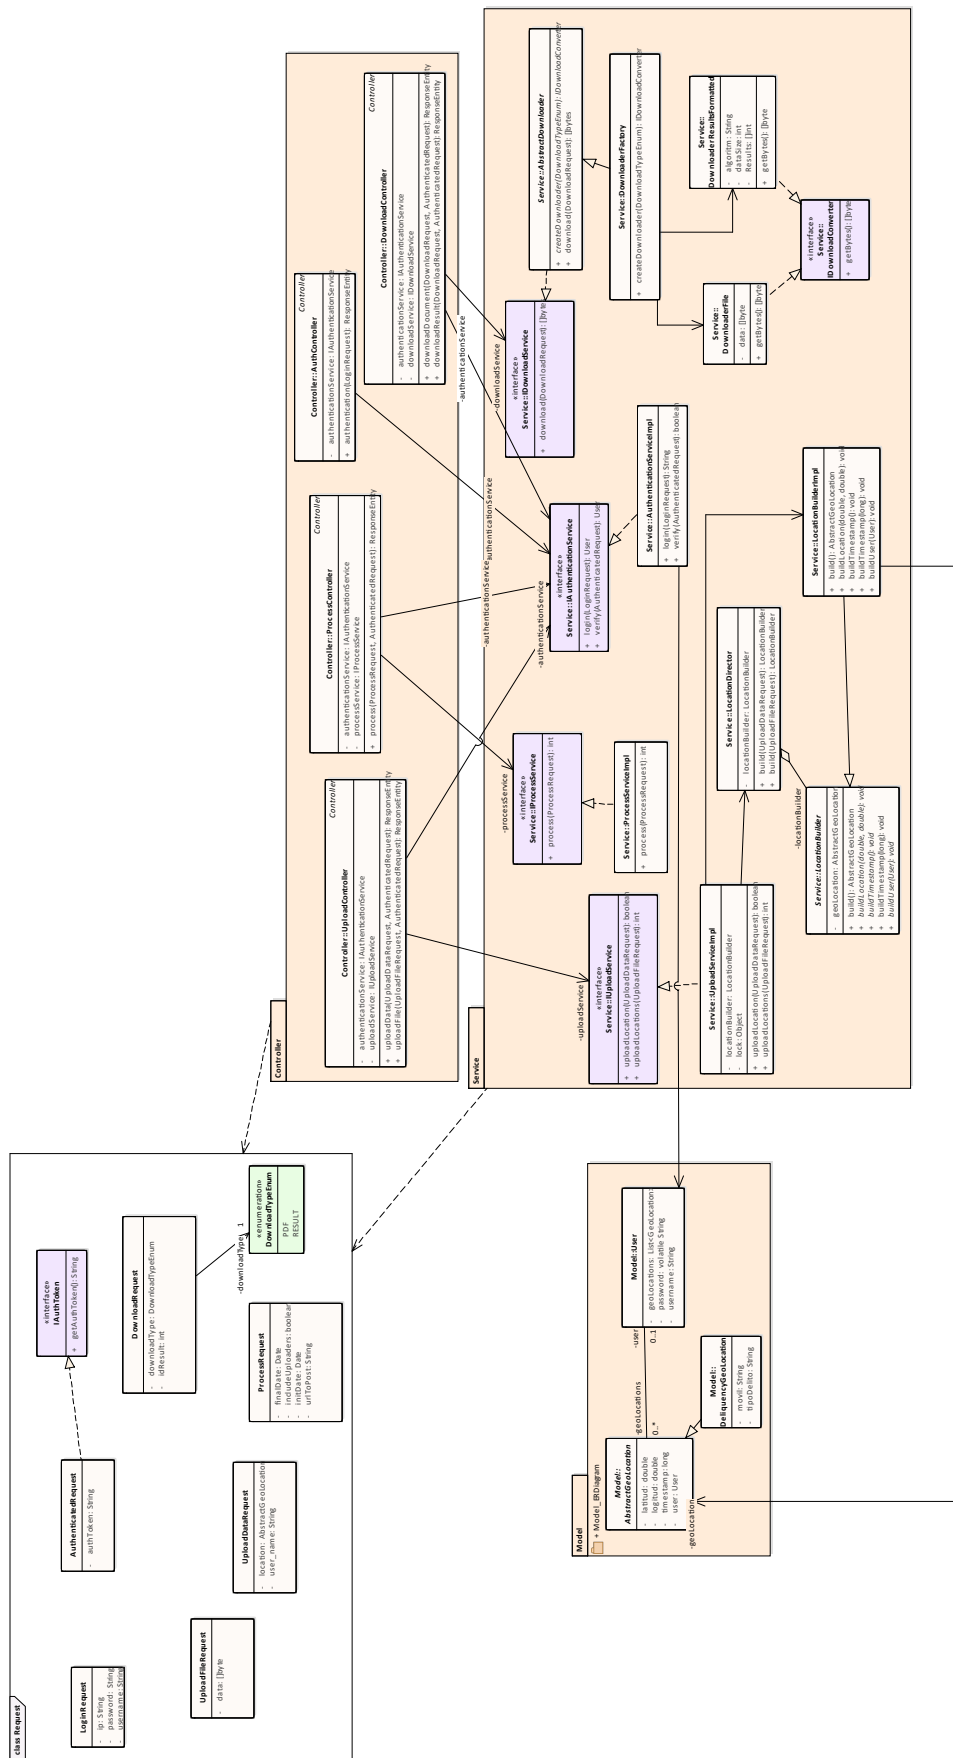 class Request
LoginRequest
- ip: String
- password: String
- username: String
AuthenticatedRequest
- authToken: String
«interface»
IAuthToken
+ getAuthToken(): String
UploadFileRequest
- data: []byte
UploadDataRequest
- location: AbstractGeoLocation
- user_name: String
DownloadRequest
- downloadType: DownloadTypeEnum
- idResult: int
ProcessRequest
- finalDate: Date
- includeUploaders: boolean
- initDate: Date
- urlToPost: String
-downloadType 1
«enumeration»
DownloadTypeEnum
PDF
RESULT
Controller
Controller
Controller::UploadController
- authenticationService: IAuthenticationService
- uploadService: IUploadService
+ uploadData(UploadDataRequest, AuthenticatedRequest): ResponseEntity
+ uploadFile(UploadFileRequest, AuthenticatedRequest): ResponseEntity
Controller
Controller::ProcessController
- authenticationService: IAuthenticationService
- processService: IProcessService
+ process(ProcessRequest, AuthenticatedRequest): ResponseEntity
Controller
Controller::AuthController
- authenticationService: IAuthenticationService
+ authentication(LoginRequest): ResponseEntity
Controller
Controller::DownloadController
- authenticationService: IAuthenticationService
- downloadService: IDownloadService
+ downloadDocument(DownloadRequest, AuthenticatedRequest): ResponseEntity
+ downloadResult(DownloadRequest, AuthenticatedRequest): ResponseEntity
-authenticationService
-authenticationService
-authenticationService
-authenticationService
-downloadService
-processService
-uploadService
Service
«interface»
Service::IUploadService
+ uploadLocation(UploadDataRequest): boolean
+ uploadLocations(UploadFileRequest): int
«interface»
Service::IProcessService
+ process(ProcessRequest): int
Service::ProcessServiceImpl
+ process(ProcessRequest): int
«interface»
Service::IAuthenticationService
+ login(LoginRequest): User
+ verify(AuthenticatedRequest): User
Service::AuthenticationServiceImpl
+ login(LoginRequest): String
+ verify(AuthenticatedRequest): boolean
«interface»
Service::IDownloadService
+ download(DownloadRequest): []byte
Service::AbstractDownloader
+ createDownloader(DownloadTypeEnum): IDownloadConverter
+ download(DownloadRequest): []bytes
Service::DownloaderFactory
+ createDownloader(DownloadTypeEnum): IDownloadConverter
Service::
DownloaderFile
- data: []byte
+ getBytes(): []byte
Service::
DownloaderResultsFormatted
- algoritm: String
- dataSize: int
- Results: []int
+ getBytes(): []byte
«interface»
Service::
IDownloadConverter
+ getBytes(): []byte
Service::UploadServiceImpl
- locationBuilder: LocationBuilder
- lock: Object
+ uploadLocation(UploadDataRequest): boolean
+ uploadLocations(UploadFileRequest): int
Service::LocationDirector
- locationBuilder: LocationBuilder
+ build(UploadDataRequest): LocationBuilder
+ build(UploadFileRequest): LocationBuilder
-locationBuilder
Service::LocationBuilder
- geoLocation: AbstractGeoLocation
+ build(): AbstractGeoLocation
+ buildLocation(double, double): void
+ buildTimestamp(): void
+ buildTimestamp(long): void
+ buildUser(User): void
Service::LocationBuilderImpl
+ build(): AbstractGeoLocation
+ buildLocation(double, double): void
+ buildTimestamp(): void
+ buildTimestamp(long): void
+ buildUser(User): void
Model
+ Model_ERDiagram
Model::
AbstractGeoLocation
- latitud: double
- logitud: double
- timestamp: long
- user: User
-geoLocation
-geoLocations
0..*
-user
0..1
Model::User
- geoLocations: List<GeoLocation>
- password: volatile String
- username: String
Model::
DeliquencyGeoLocation
- movil: String
- tipoDelito: String